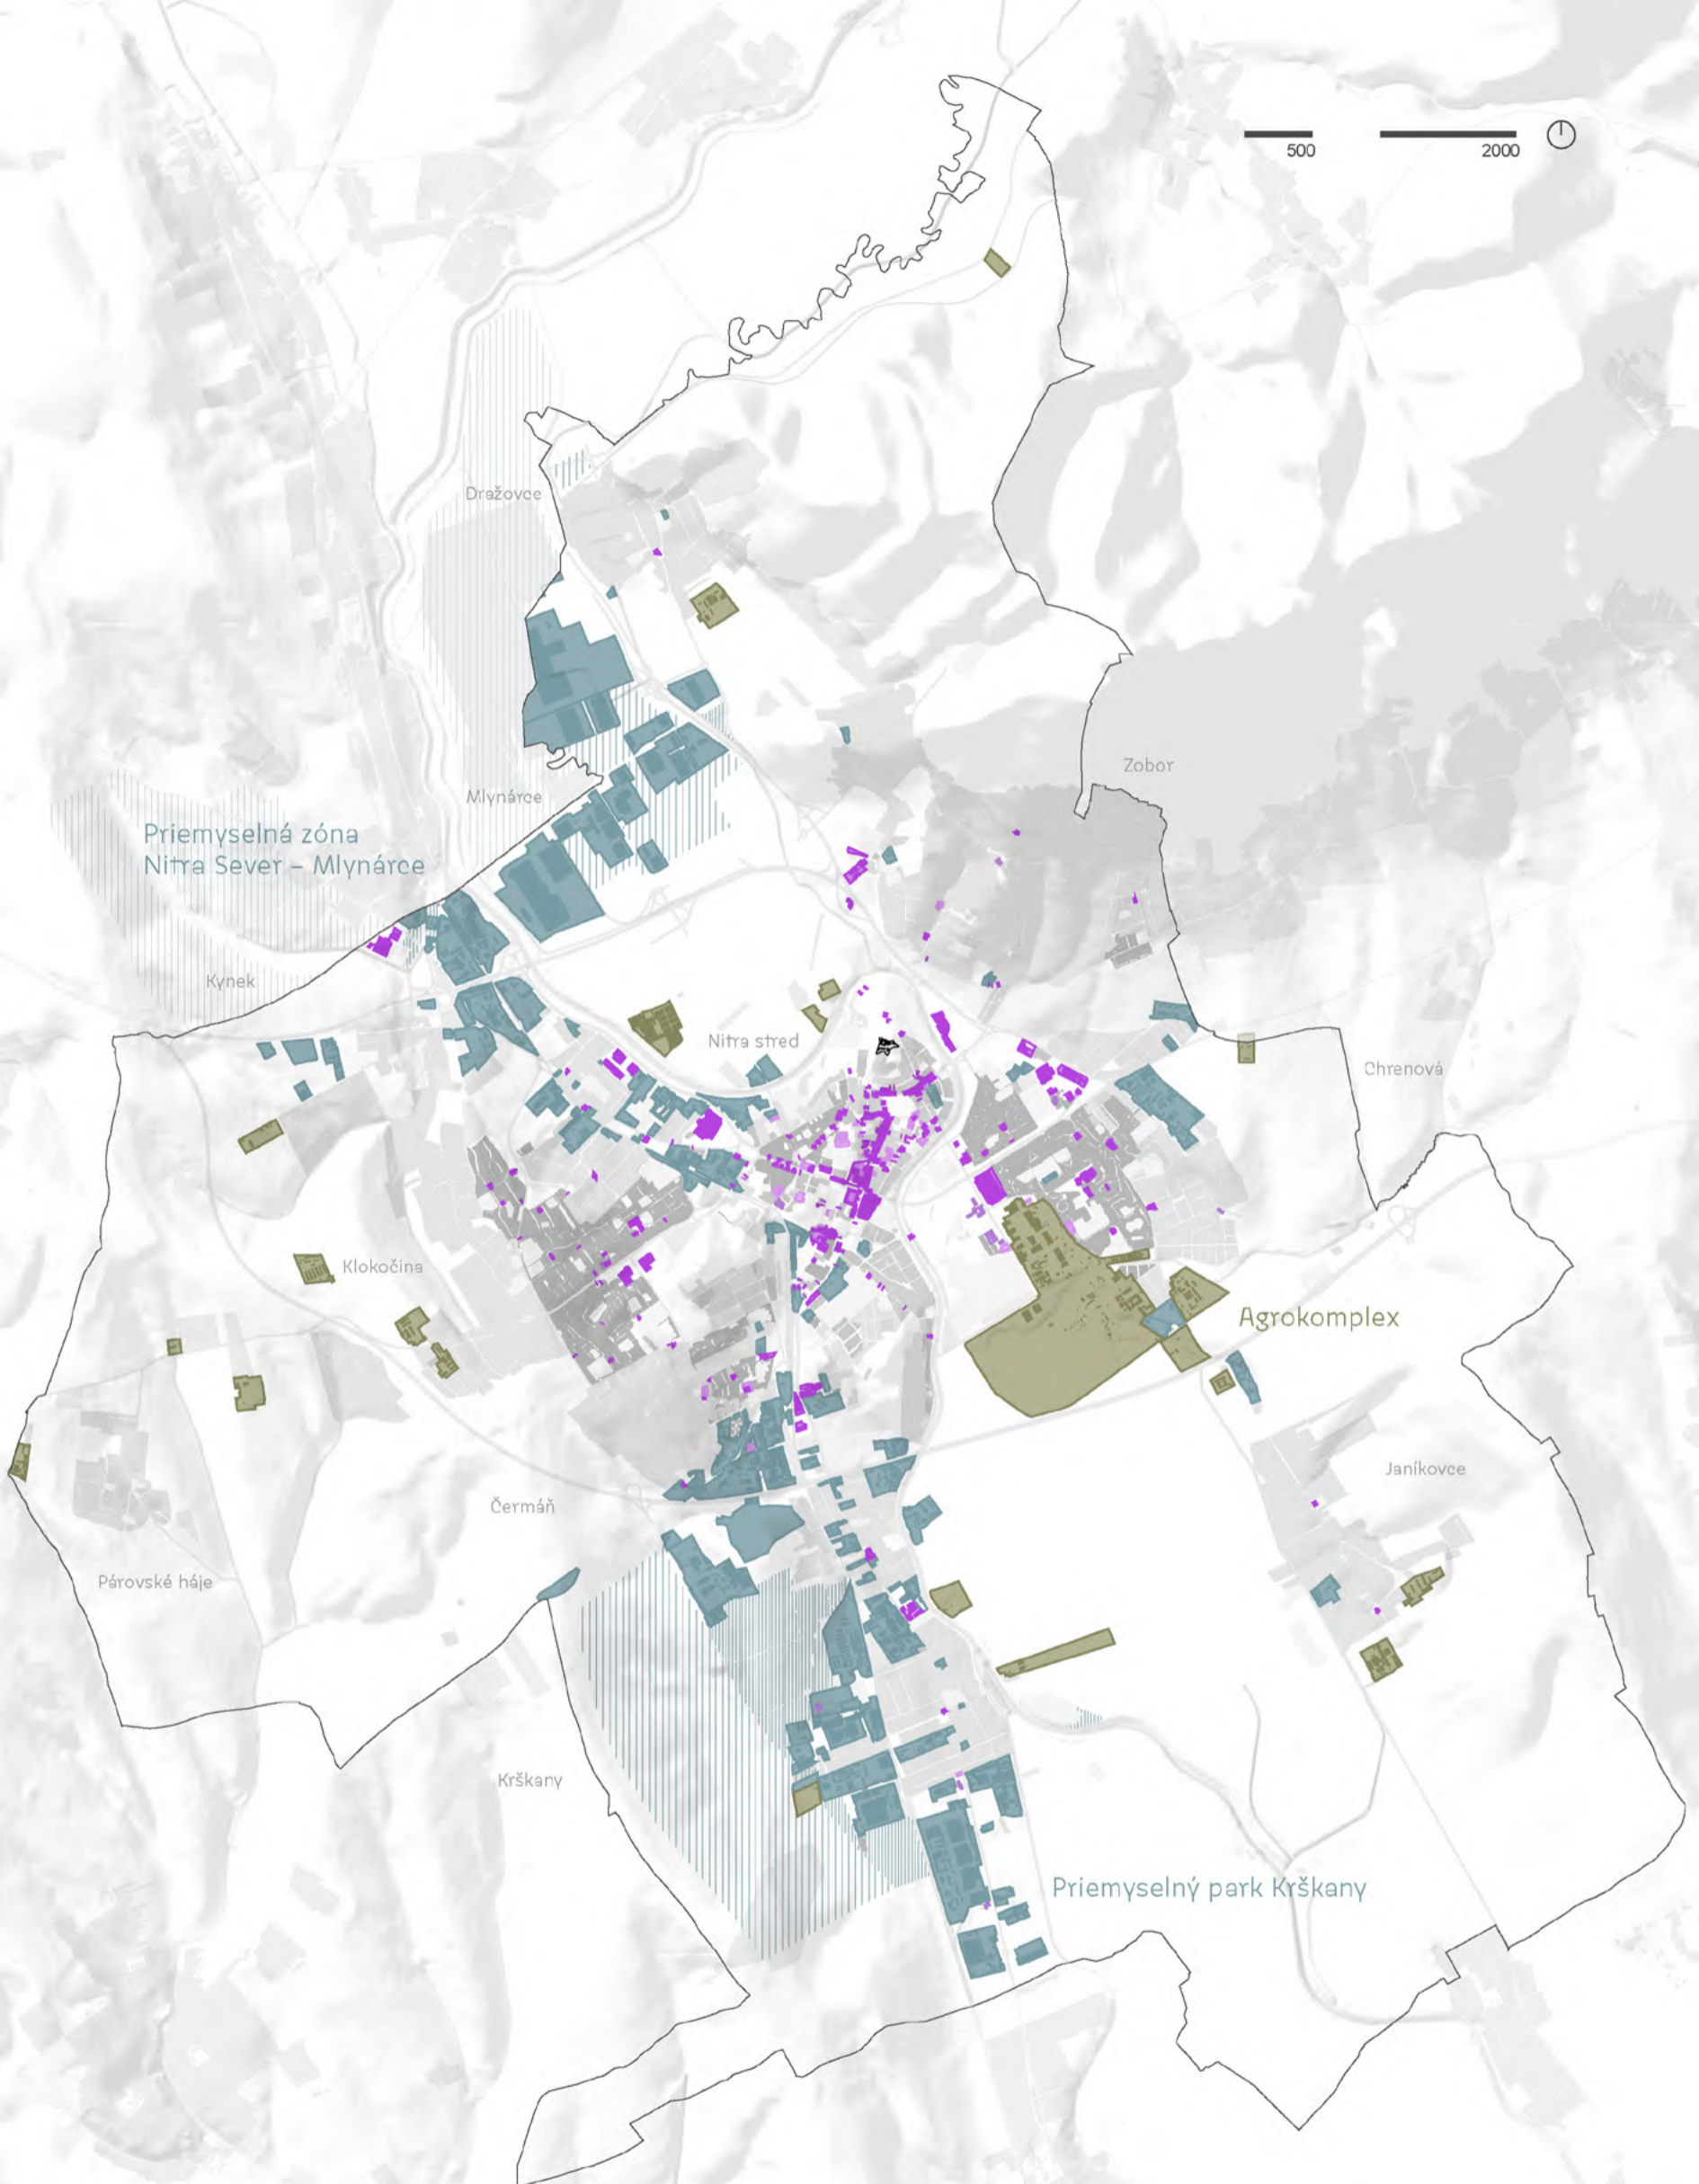 500
2000
Dražovce
Zobor
Mlynárce
Priemyselná zóna
Nitra Sever – Mlynárce
Kynek
Nitra stred
Chrenová
Klokočina
Agrokomplex
Janíkovce
Čermáň
Párovské háje
Krškany
Priemyselný park Krškany